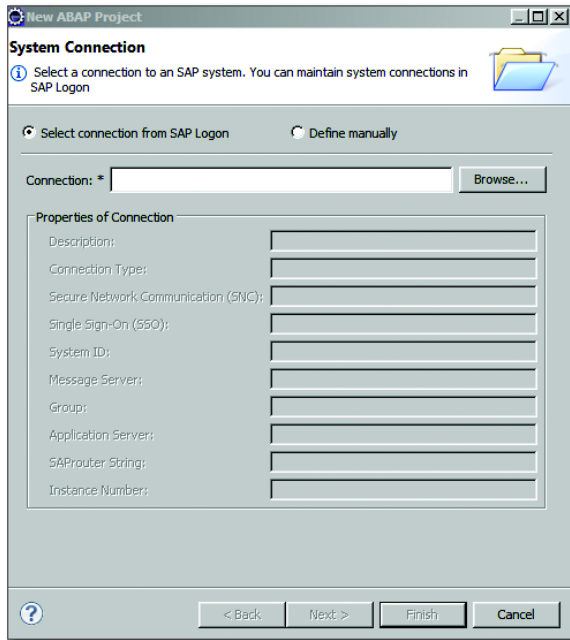 New ABAP Project
System Connection
Select a connection to an SAP system. You can maintain system connections in
SAP Logon
Select connection from SAP Logon
Define manually
Connection: *
Browse...
Properties of Connection
Description:
Connection Type:
Secure Network Communication (SNC):
Single Sign-On (SSO):
System ID:
Message Server:
Group:
Application Server:
SAProuter String:
Instance Number:
< Back
Next >
Finish
Cancel